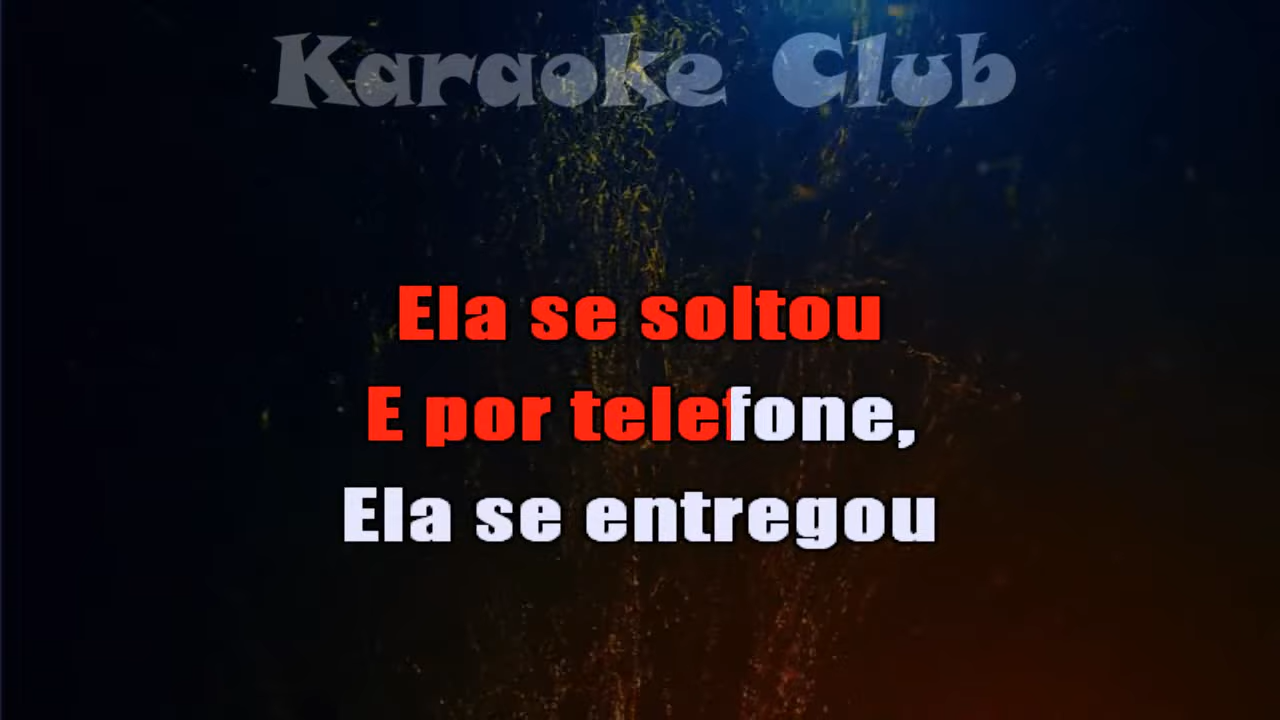 Karaoke Club
Ela se soltou
E por telefone,
Ela se entregou